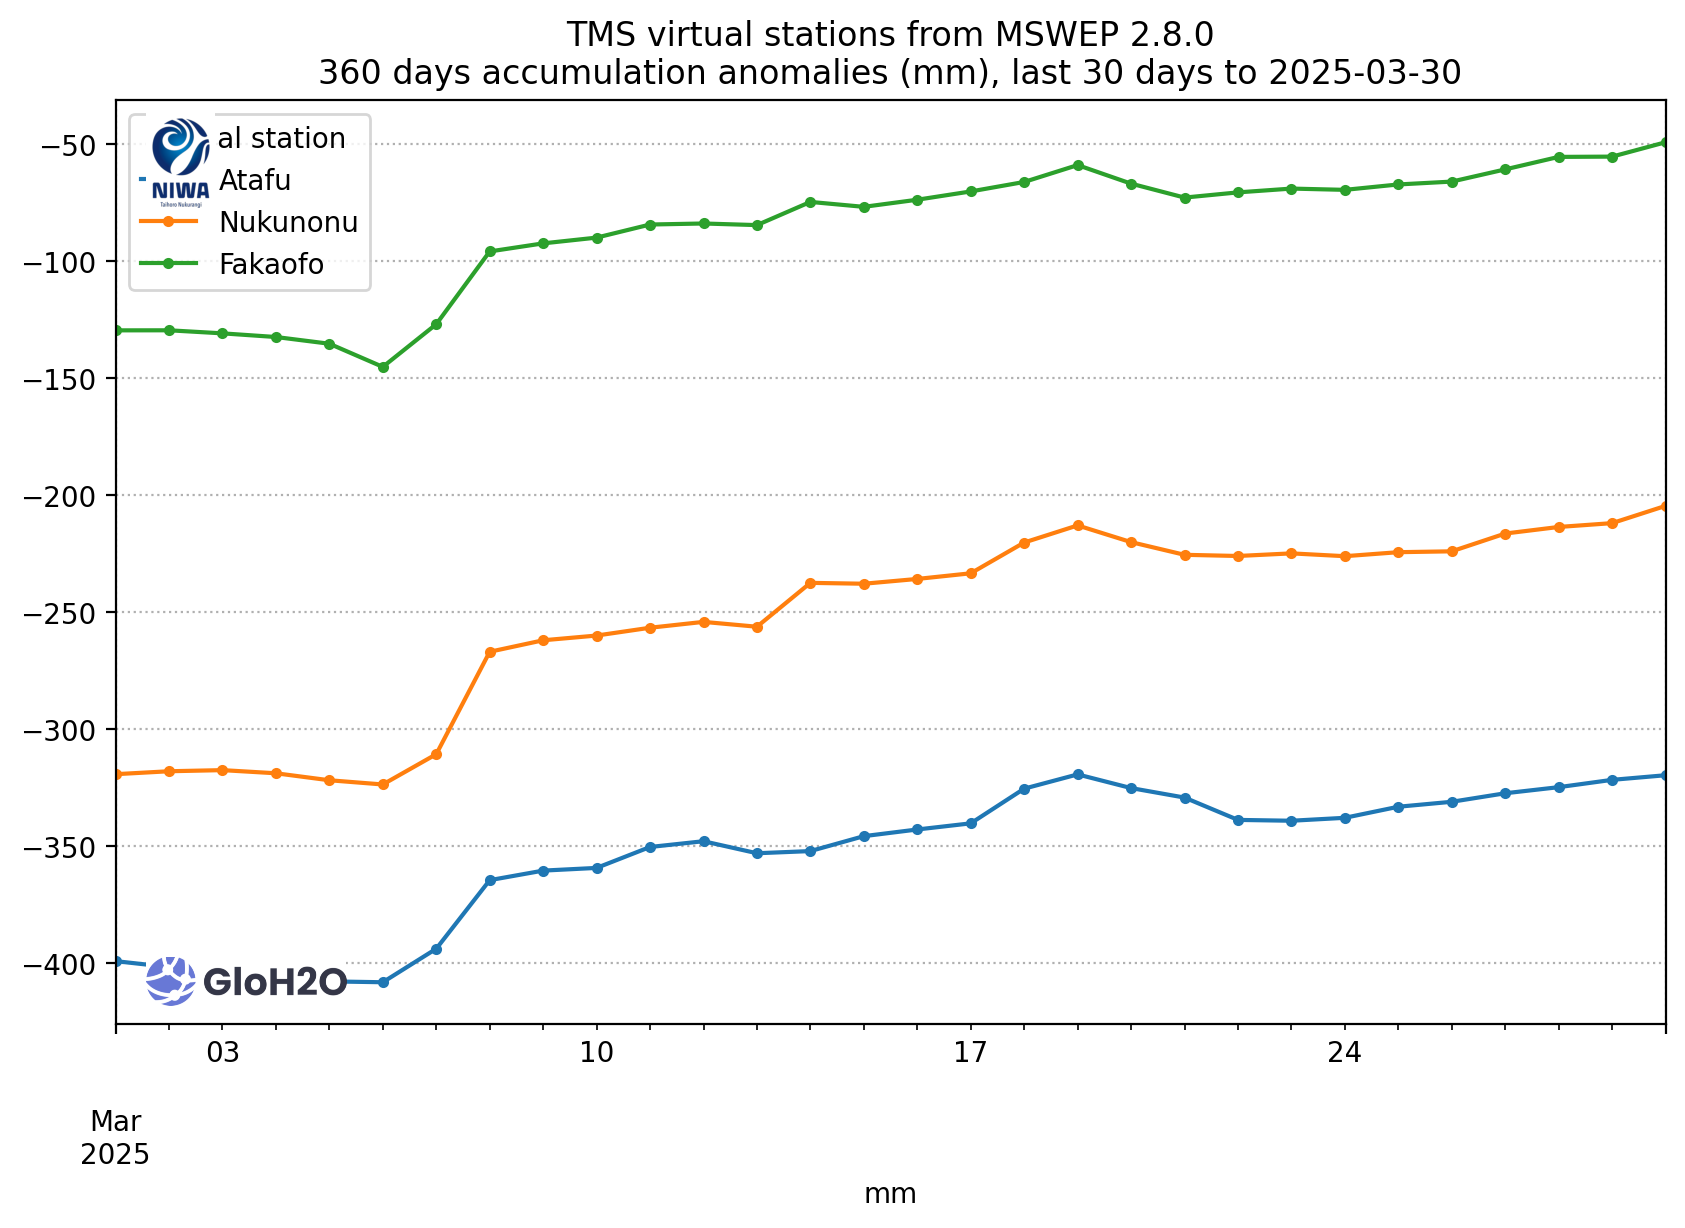 TMS virtual stations from MSWEP 2.8.0
360 days accumulation anomalies (mm), last 30 days to 2025-03-30
al station
Atafu
Nukunonu
Fakaofo
NIWA
Taihoro Nukurangi
−50
−100
−150
−200
−250
−300
−350
−400
GloH2O
03
10
17
24
Mar
2025
mm